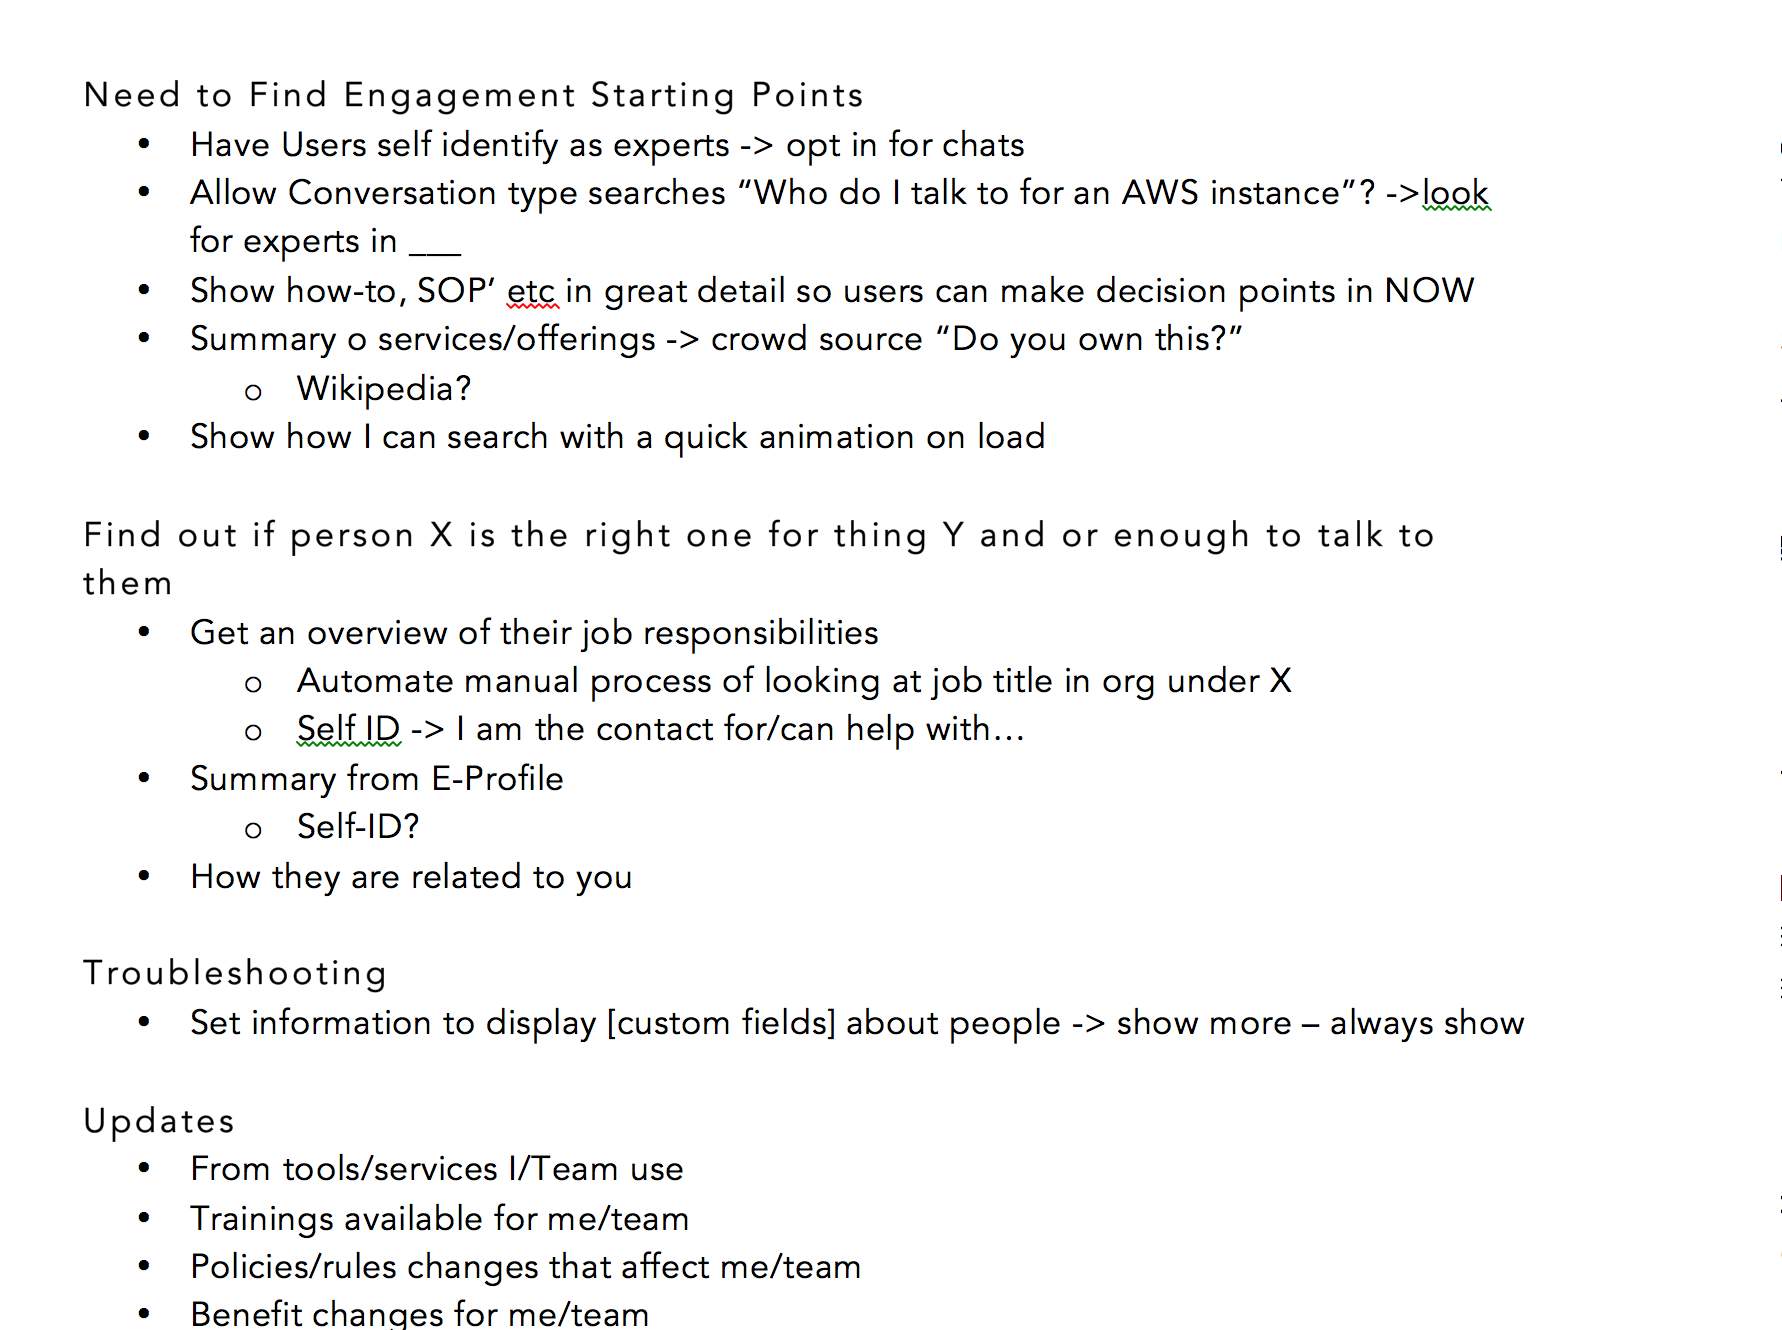 Need to Find Engagement Starting Points
• Have Users self identify as experts -> opt in for chats
• Allow Conversation type searches “Who do I talk to for an AWS instance”? ->look
for experts in ___
• Show how-to, SOP’ etc in great detail so users can make decision points in NOW
• Summary o services/offerings -> crowd source “Do you own this?”
o Wikipedia?
• Show how I can search with a quick animation on load
Find out if person X is the right one for thing Y and or enough to talk to
them
• Get an overview of their job responsibilities
o Automate manual process of looking at job title in org under X
o Self ID -> I am the contact for/can help with…
• Summary from E-Profile
o Self-ID?
• How they are related to you
Troubleshooting
• Set information to display [custom fields] about people -> show more – always show
Updates
• From tools/services I/Team use
• Trainings available for me/team
• Policies/rules changes that affect me/team
• Benefit changes for me/team